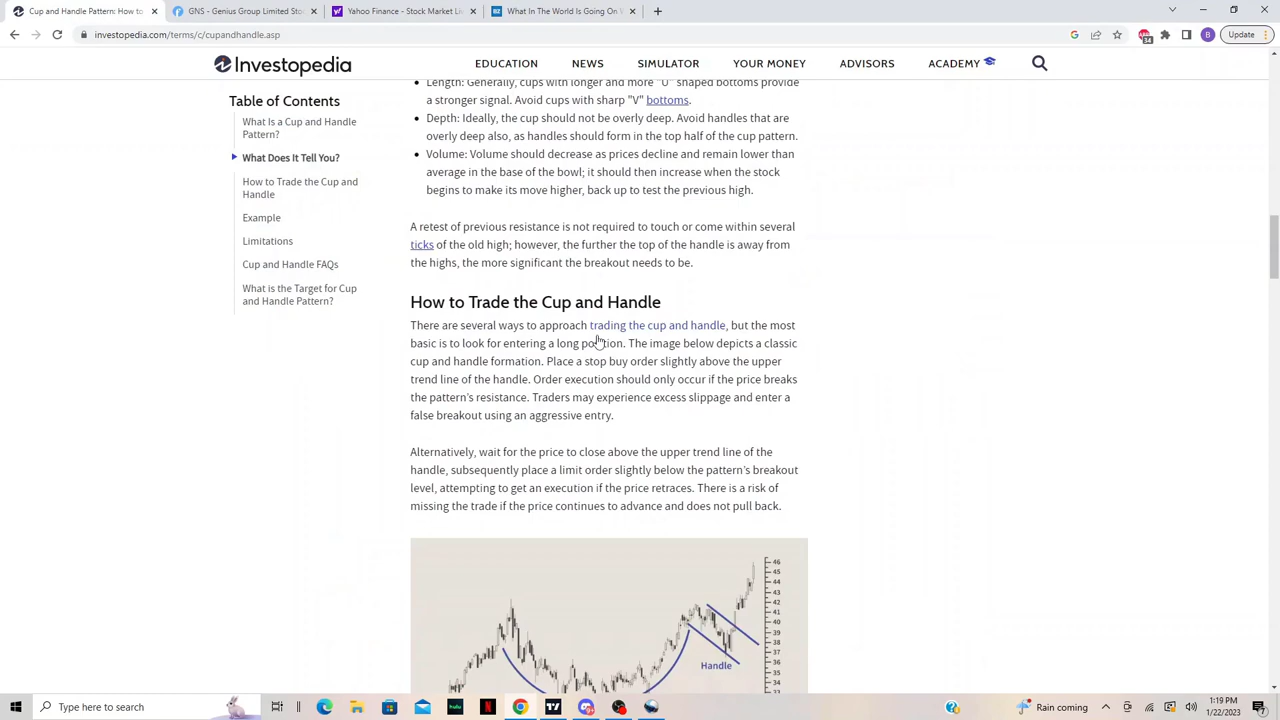 Cup and Handle Pattern: How to
GNS - Genius Group Limited Stoc
Yahoo Finance - Stock Market Li
What In The World Is Going On W
investopedia.com/terms/c/cupandhandle.asp
34
B
Update
Investopedia
EDUCATION
NEWS
SIMULATOR
YOUR MONEY
ADVISORS
ACADEMY
Table of Contents
What Is a Cup and Handle
Pattern?
What Does It Tell You?
How to Trade the Cup and
Handle
Example
Limitations
Cup and Handle FAQs
What is the Target for Cup
and Handle Pattern?
Length: Generally, cups with longer and more "U" shaped bottoms provide
a stronger signal. Avoid cups with sharp "V" bottoms.
Depth: Ideally, the cup should not be overly deep. Avoid handles that are
overly deep also, as handles should form in the top half of the cup pattern.
Volume: Volume should decrease as prices decline and remain lower than
average in the base of the bowl; it should then increase when the stock
begins to make its move higher, back up to test the previous high.
A retest of previous resistance is not required to touch or come within several
ticks of the old high; however, the further the top of the handle is away from
the highs, the more significant the breakout needs to be.
How to Trade the Cup and Handle
There are several ways to approach trading the cup and handle, but the most
basic is to look for entering a long position. The image below depicts a classic
cup and handle formation. Place a stop buy order slightly above the upper
trend line of the handle. Order execution should only occur if the price breaks
the pattern's resistance. Traders may experience excess slippage and enter a
false breakout using an aggressive entry.
Alternatively, wait for the price to close above the upper trend line of the
handle, subsequently place a limit order slightly below the pattern's breakout
level, attempting to get an execution if the price retraces. There is a risk of
missing the trade if the price continues to advance and does not pull back.
46
45
44
43
42
41
40
39
38
37
36
35
34
33
Handle
Type here to search
hulu
N
Rain coming
1:19 PM
1/22/2023